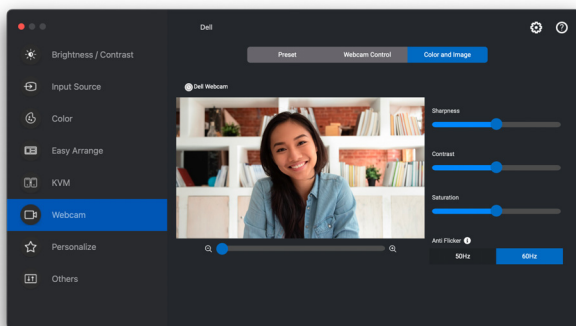 Dell
Brightness / Contrast
Input Source
Color
Easy Arrange
KVM
Webcam
Personalize
Others
Preset
Webcam Control
Color and Image
Dell Webcam
Sharpness
Contrast
Saturation
Anti Flicker
50Hz
60Hz